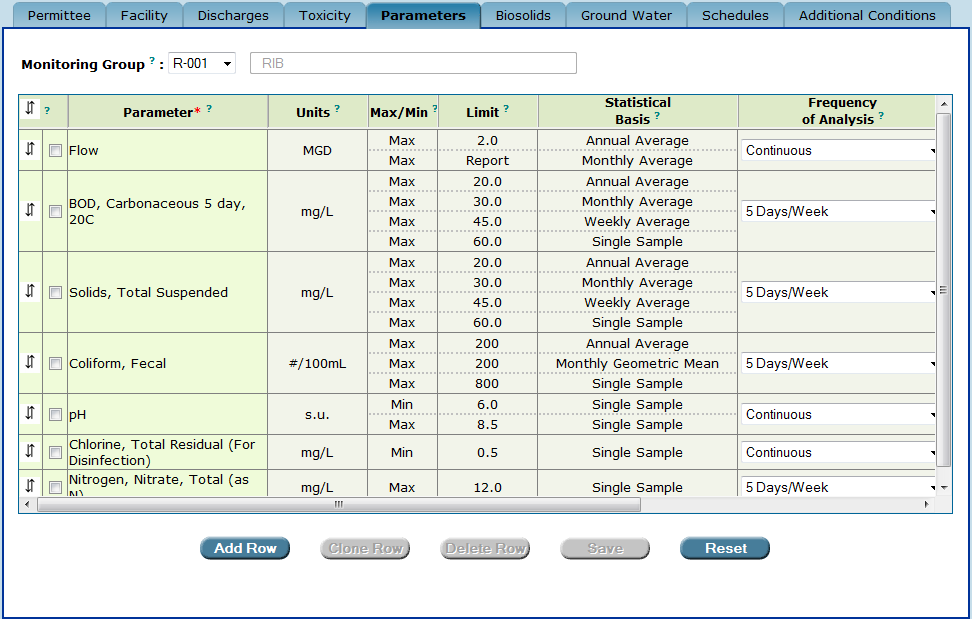 Permittee Facility Discharges Toxicity Parameters Biosolids Ground Water Schedules Additional Conditions
Monitoring Group ? : R-001 RIB
? Parameter* ? Units ? Max/Min ? Limit ? Statistical Basis ? Frequency of Analysis ?
Flow MGD Max 2.0 Annual Average Continuous
Max Report Monthly Average
BOD, Carbonaceous 5 day, 20C mg/L Max 20.0 Annual Average 5 Days/Week
Max 30.0 Monthly Average
Max 45.0 Weekly Average
Max 60.0 Single Sample
Solids, Total Suspended mg/L Max 20.0 Annual Average 5 Days/Week
Max 30.0 Monthly Average
Max 45.0 Weekly Average
Max 60.0 Single Sample
Coliform, Fecal #/100mL Max 200 Annual Average 5 Days/Week
Max 200 Monthly Geometric Mean
Max 800 Single Sample
pH s.u. Min 6.0 Single Sample Continuous
Max 8.5 Single Sample
Chlorine, Total Residual (For Disinfection) mg/L Min 0.5 Single Sample Continuous
Nitrogen, Nitrate, Total (as N) mg/L Max 12.0 Single Sample 5 Days/Week
Add Row Clone Row Delete Row Save Reset